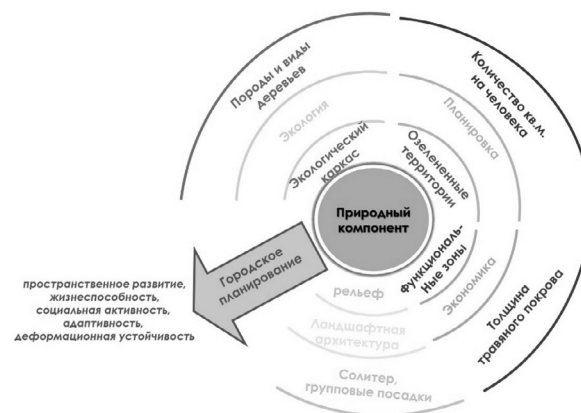 Породы и виды
деревьев
Количество кв.м.
на человека
Экология
Планировка
Экологический
каркас
Озелененные
территории
Природный
компонент
функциональ-
Ные зоны
Экономика
Толщина
травяного покрова
Городское
планирование
пространственное развитие,
жизнеспособность,
социальная активность,
адаптивность,
деформационная устойчивость
рельеф
Ландшафтная
архитектура
Солитер,
групповые посадки